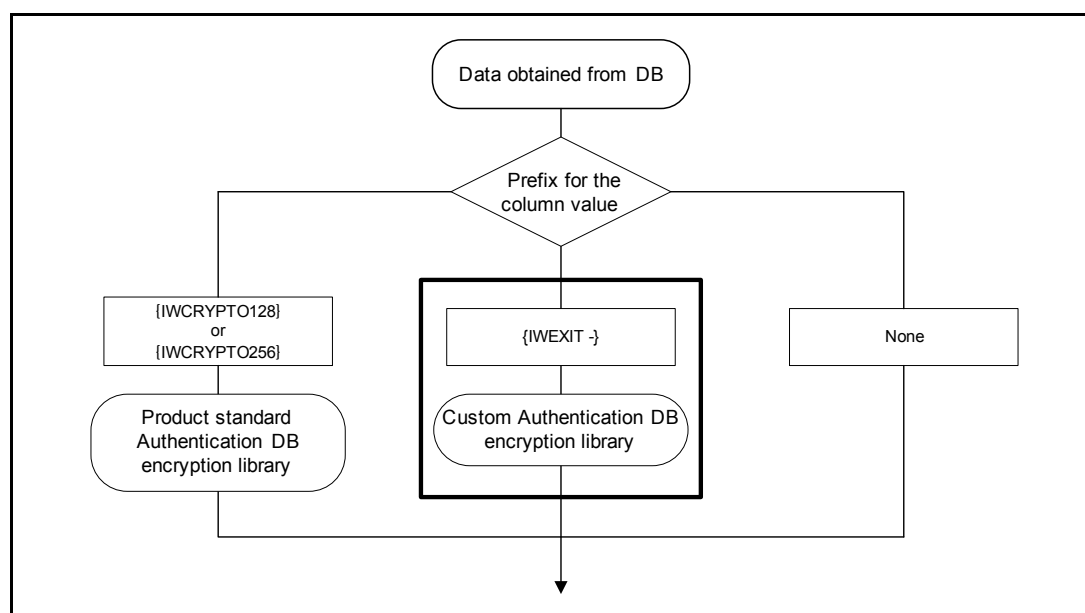 Data obtained from DB
Prefix for the
column value
{IWCRYPTO128}
or
{IWCRYPTO256}
{IWEXIT -}
None
Product standard
Authentication DB
encryption library
Custom Authentication DB
encryption library